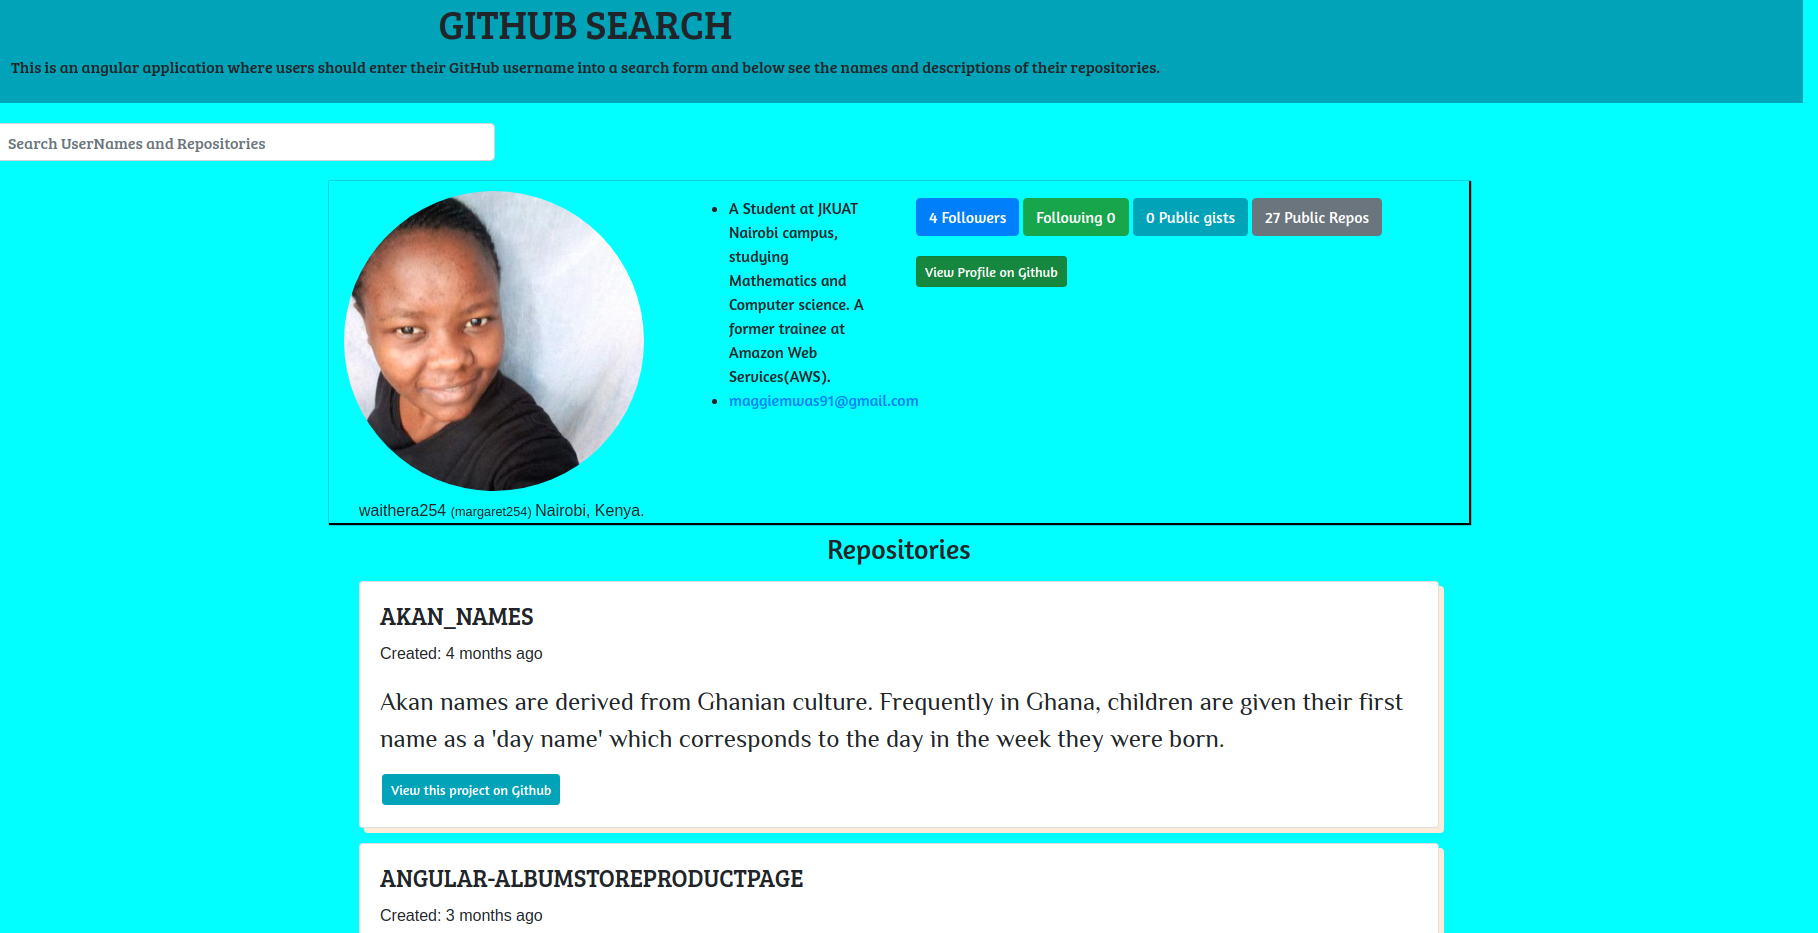 GITHUB SEARCH
This is an angular application where users should enter their GitHub username into a search form and below see the names and descriptions of their repositories.
Search UserNames and Repositories
A Student at JKUAT
Nairobi campus,
studying
Mathematics and
Computer science. A
former trainee at
Amazon Web
Services(AWS).
maggiemwas91@gmail.com
4 Followers Following 0 0 Public gists 27 Public Repos
View Profile on Github
waithera254 (margaret254) Nairobi, Kenya.
Repositories
AKAN_NAMES
Created: 4 months ago
Akan names are derived from Ghanian culture. Frequently in Ghana, children are given their first
name as a 'day name' which corresponds to the day in the week they were born.
View this project on Github
ANGULAR-ALBUMSTOREPRODUCTPAGE
Created: 3 months ago